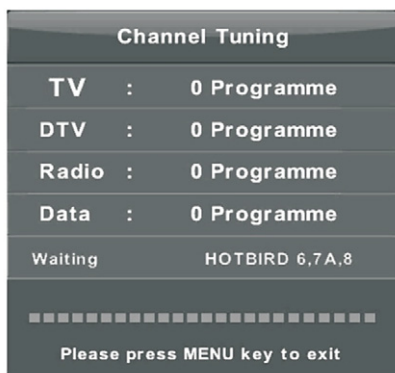 Channel Tuning
TV : 0 Programme
DTV : 0 Programme
Radio : 0 Programme
Data : 0 Programme
Waiting HOTBIRD 6,7A,8
Please press MENU key to exit